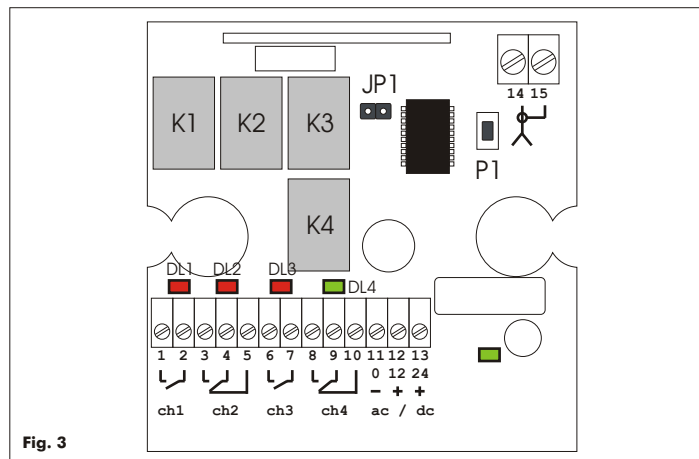 JP1
14 15
K1 K2 K3
P1
K4
DL1 DL2 DL3 DL4
1 2 3 4 5 6 7 8 9 10 11 12 13
0 12 24
- + +
ch1 ch2 ch3 ch4 ac / dc
Fig. 3